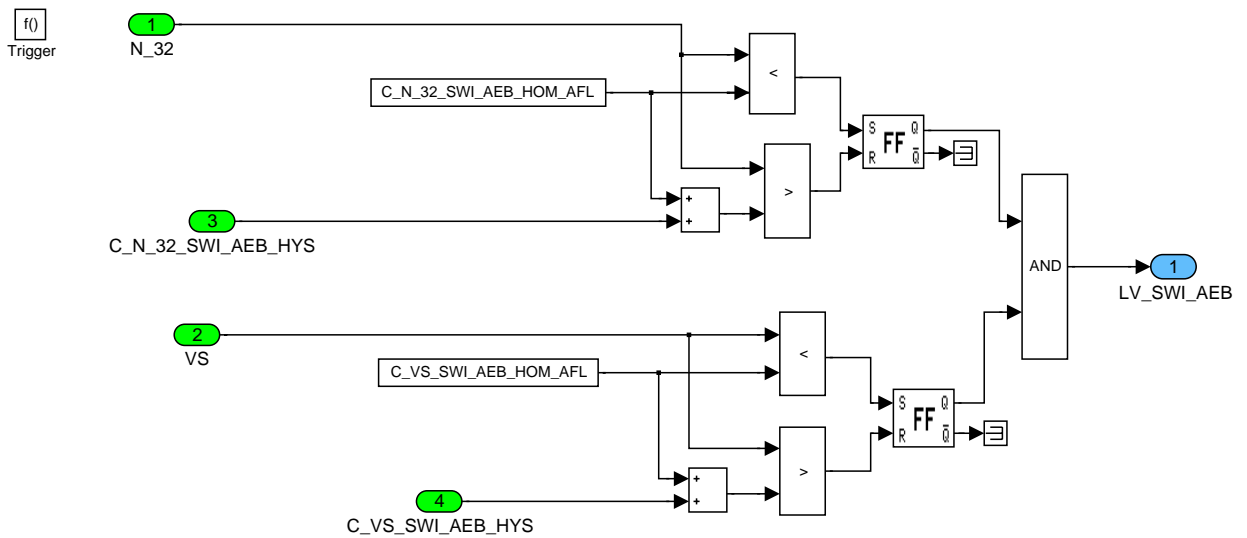 f()
Trigger
1
N_32
C_N_32_SWI_AEB_HOM_AFL
<
>
+
+
3
C_N_32_SWI_AEB_HYS
S Q
FF
R Q̅
AND
1
LV_SWI_AEB
2
VS
C_VS_SWI_AEB_HOM_AFL
<
>
+
+
4
C_VS_SWI_AEB_HYS
S Q
FF
R Q̅